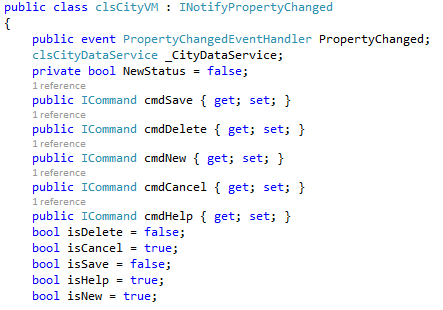 public class clsCityVM : INotifyPropertyChanged
{
public event PropertyChangedEventHandler PropertyChanged;
clsCityDataService _CityDataService;
private bool NewStatus = false;
1 reference
public ICommand cmdSave { get; set; }
1 reference
public ICommand cmdDelete { get; set; }
1 reference
public ICommand cmdNew { get; set; }
1 reference
public ICommand cmdCancel { get; set; }
1 reference
public ICommand cmdHelp { get; set; }
bool isDelete = false;
bool isCancel = true;
bool isSave = false;
bool isHelp = true;
bool isNew = true;